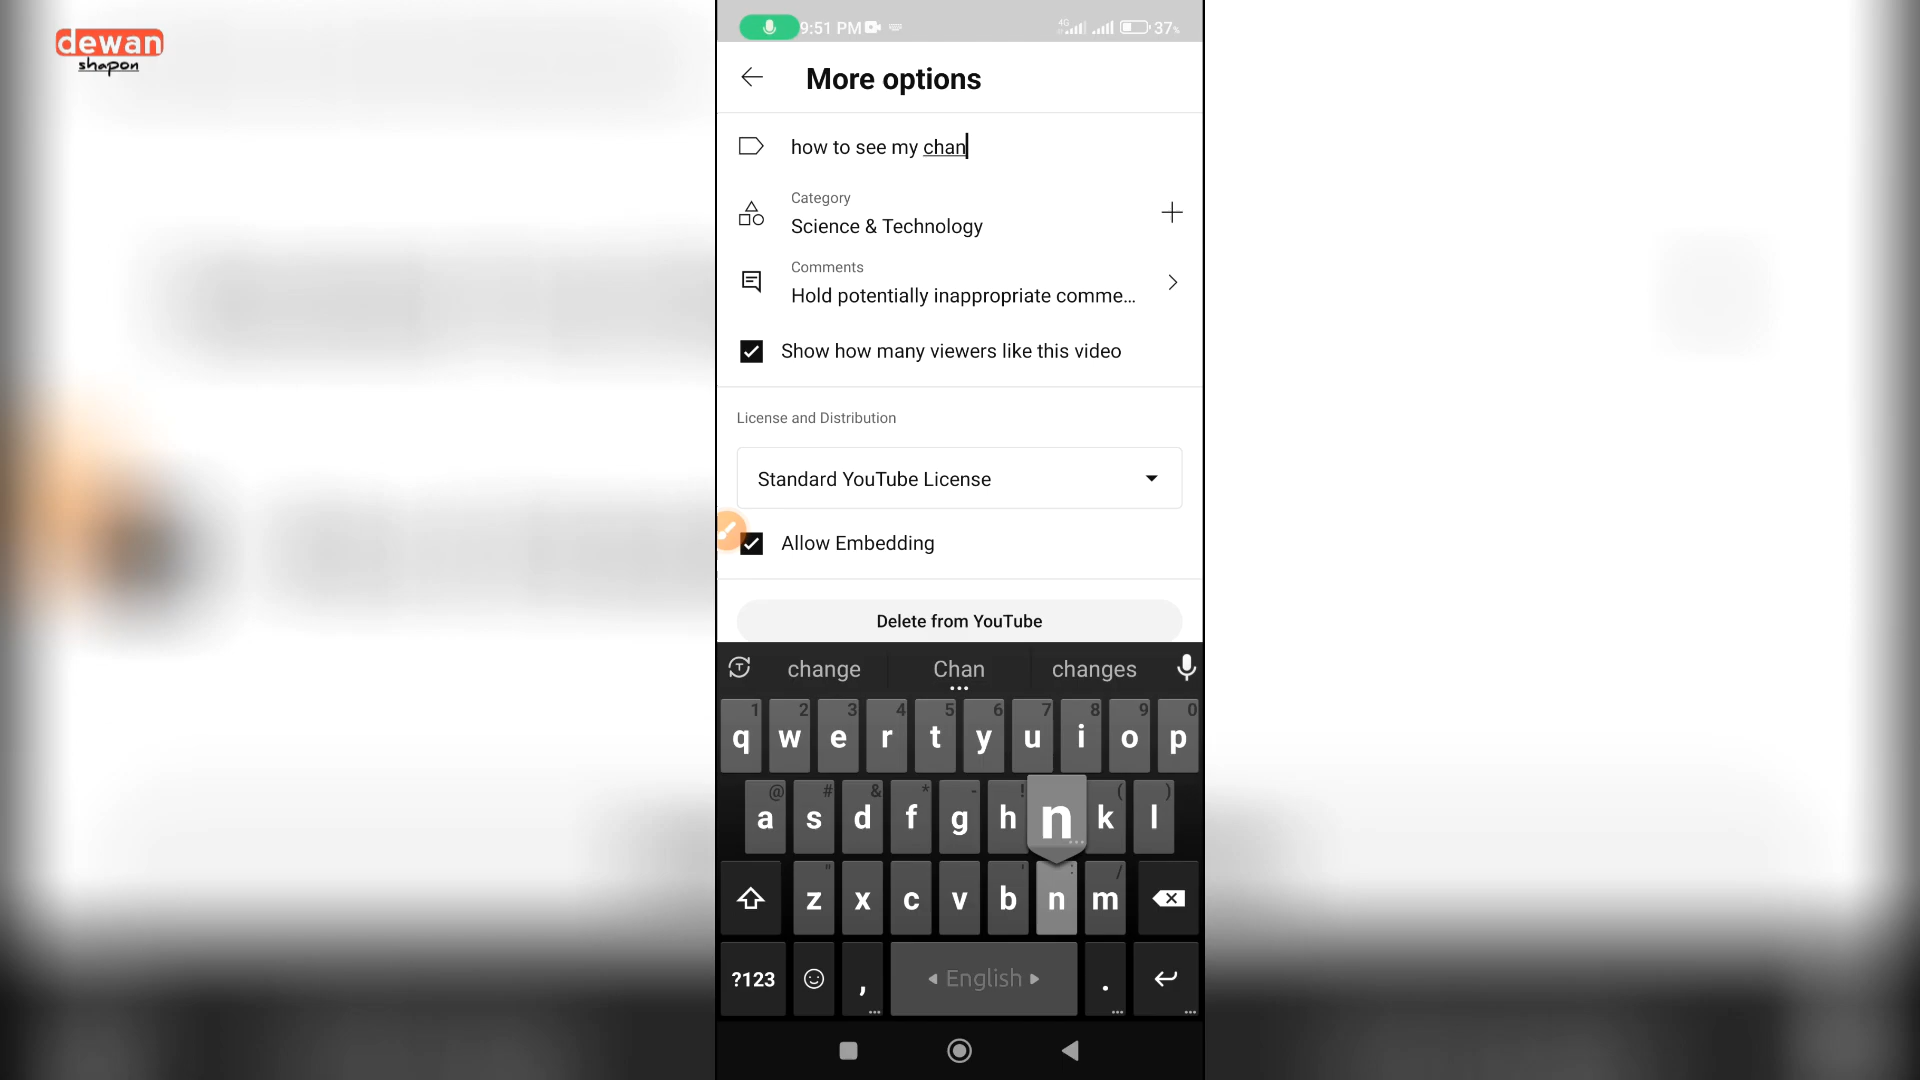 dewan
shapon
9:51 PM
4G
37%
More options
how to see my chan
Category
Science & Technology
Comments
Hold potentially inappropriate comme...
Show how many viewers like this video
License and Distribution
Standard YouTube License
Allow Embedding
Delete from YouTube
change Chan changes
1 2 3 4 5 6 7 8 9 0
q w e r t y u i o p
@ # & * - ! ( )
a s d f g h n k l
" ' : /
z x c v b n m
?123 , English .